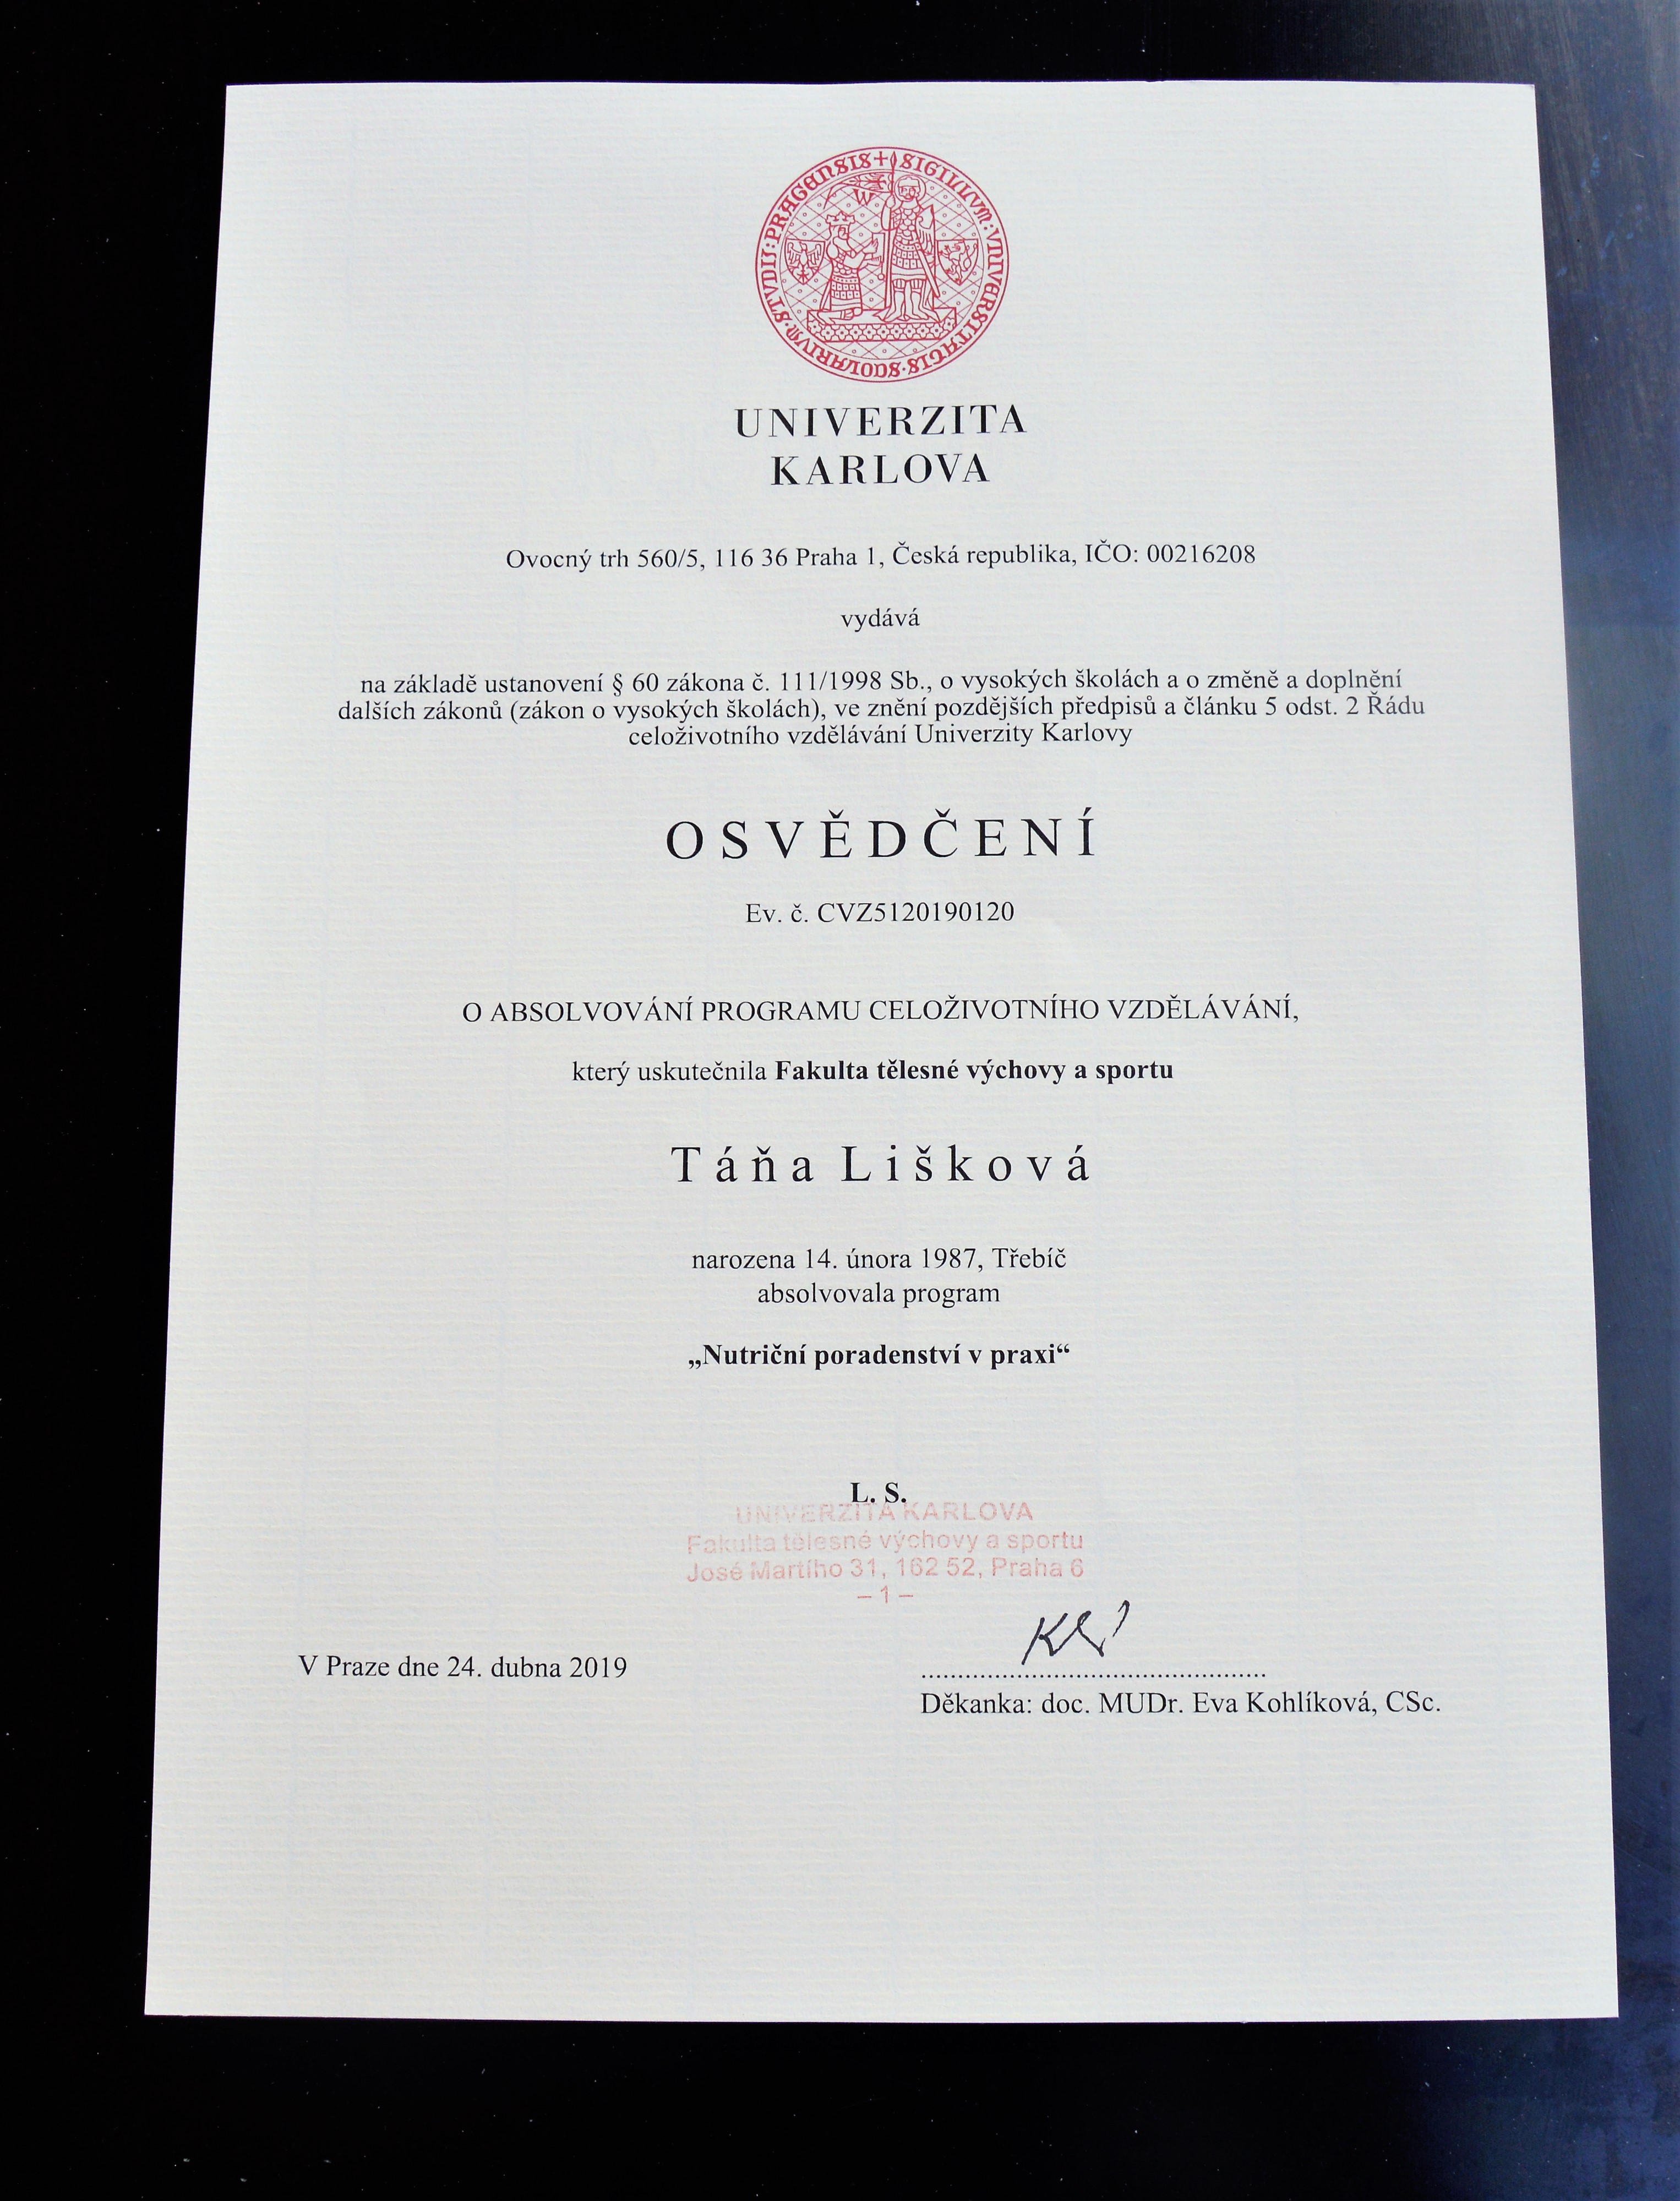 SIGILLVM·VNIVERSITATIS·SCOLARIVM·STVDII·PRAGENSIS+
W
UNIVERZITA
KARLOVA
Ovocný trh 560/5, 116 36 Praha 1, Česká republika, IČO: 00216208
vydává
na základě ustanovení § 60 zákona č. 111/1998 Sb., o vysokých školách a o změně a doplnění
dalších zákonů (zákon o vysokých školách), ve znění pozdějších předpisů a článku 5 odst. 2 Řádu
celoživotního vzdělávání Univerzity Karlovy
OSVĚDČENÍ
Ev. č. CVZ5120190120
O ABSOLVOVÁNÍ PROGRAMU CELOŽIVOTNÍHO VZDĚLÁVÁNÍ,
který uskutečnila Fakulta tělesné výchovy a sportu
Táňa Lišková
narozena 14. února 1987, Třebíč
absolvovala program
„Nutriční poradenství v praxi“
L. S.
UNIVERZITA KARLOVA
Fakulta tělesné výchovy a sportu
José Martího 31, 162 52, Praha 6
– 1 –
V Praze dne 24. dubna 2019
Děkanka: doc. MUDr. Eva Kohlíková, CSc.